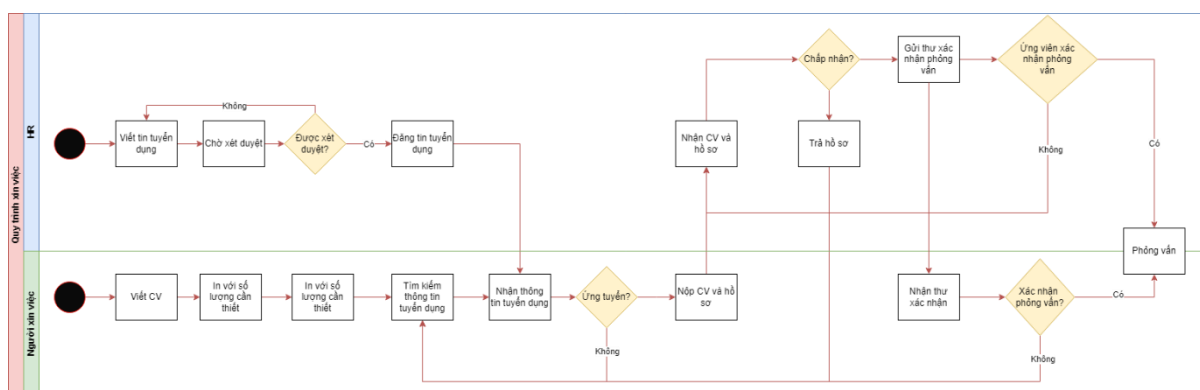 Quy trình xin việc
HR
Viết tin tuyển
dụng
Chờ xét duyệt
Được xét
duyệt?
Không
Có
Đăng tin tuyển
dụng
Nhận CV và
hồ sơ
Chấp nhận?
Trả hồ sơ
Gửi thư xác
nhận phỏng
vấn
Ứng viên xác
nhận phỏng
vấn
Không
Có
Phỏng vấn
Người xin việc
Viết CV
In với số
lượng cần
thiết
In với số
lượng cần
thiết
Tìm kiếm
thông tin
tuyển dụng
Nhận thông
tin tuyển dụng
Ứng tuyển?
Không
Nộp CV và hồ
sơ
Nhận thư
xác nhận
Xác nhận
phỏng vấn?
Có
Không